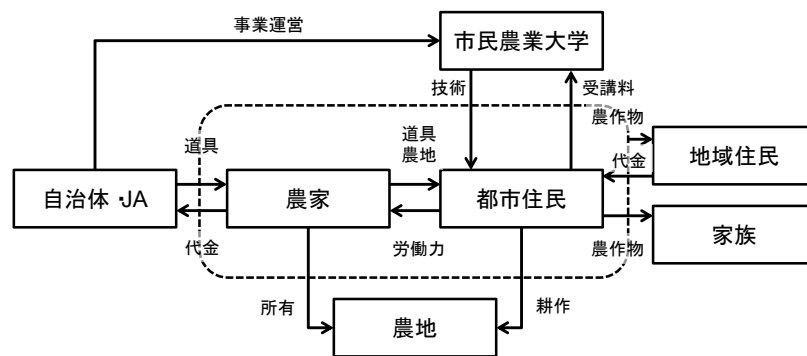 事業運営
市民農業大学
技術
受講料
農作物
道具
道具
農地
代金
地域住民
自治体・JA
農家
都市住民
代金
労働力
農作物
家族
所有
耕作
農地